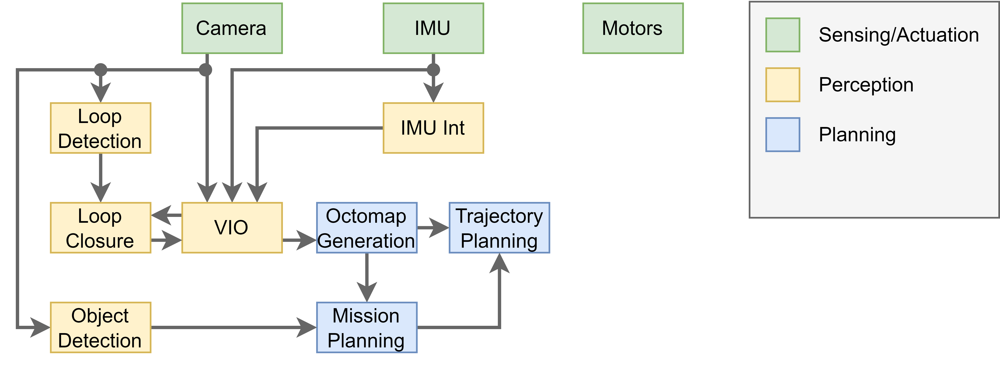 Camera
IMU
Motors
Sensing/Actuation
Perception
Planning
Loop
Detection
IMU Int
Loop
Closure
VIO
Octomap
Generation
Trajectory
Planning
Object
Detection
Mission
Planning